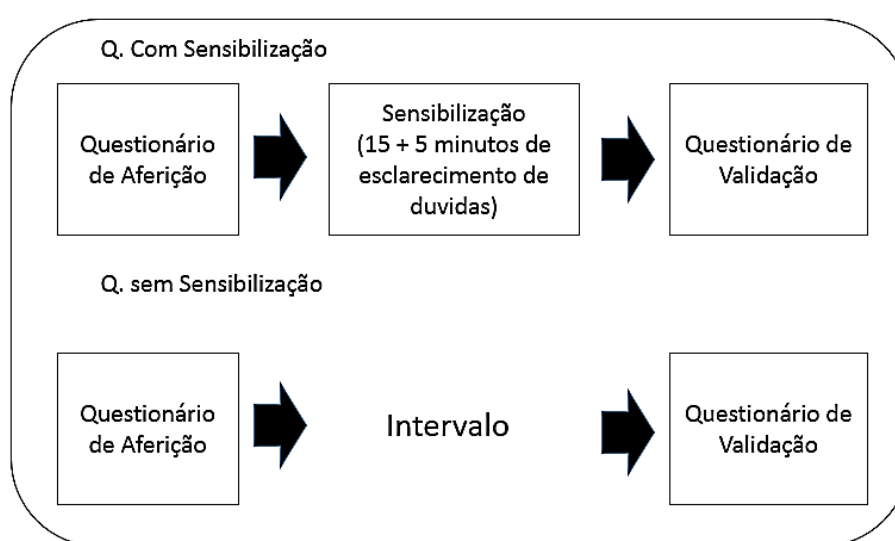 Q. Com Sensibilização
Questionário
de Aferição
Sensibilização
(15 + 5 minutos de
esclarecimento de
duvidas)
Questionário de
Validação
Q. sem Sensibilização
Questionário
de Aferição
Intervalo
Questionário de
Validação